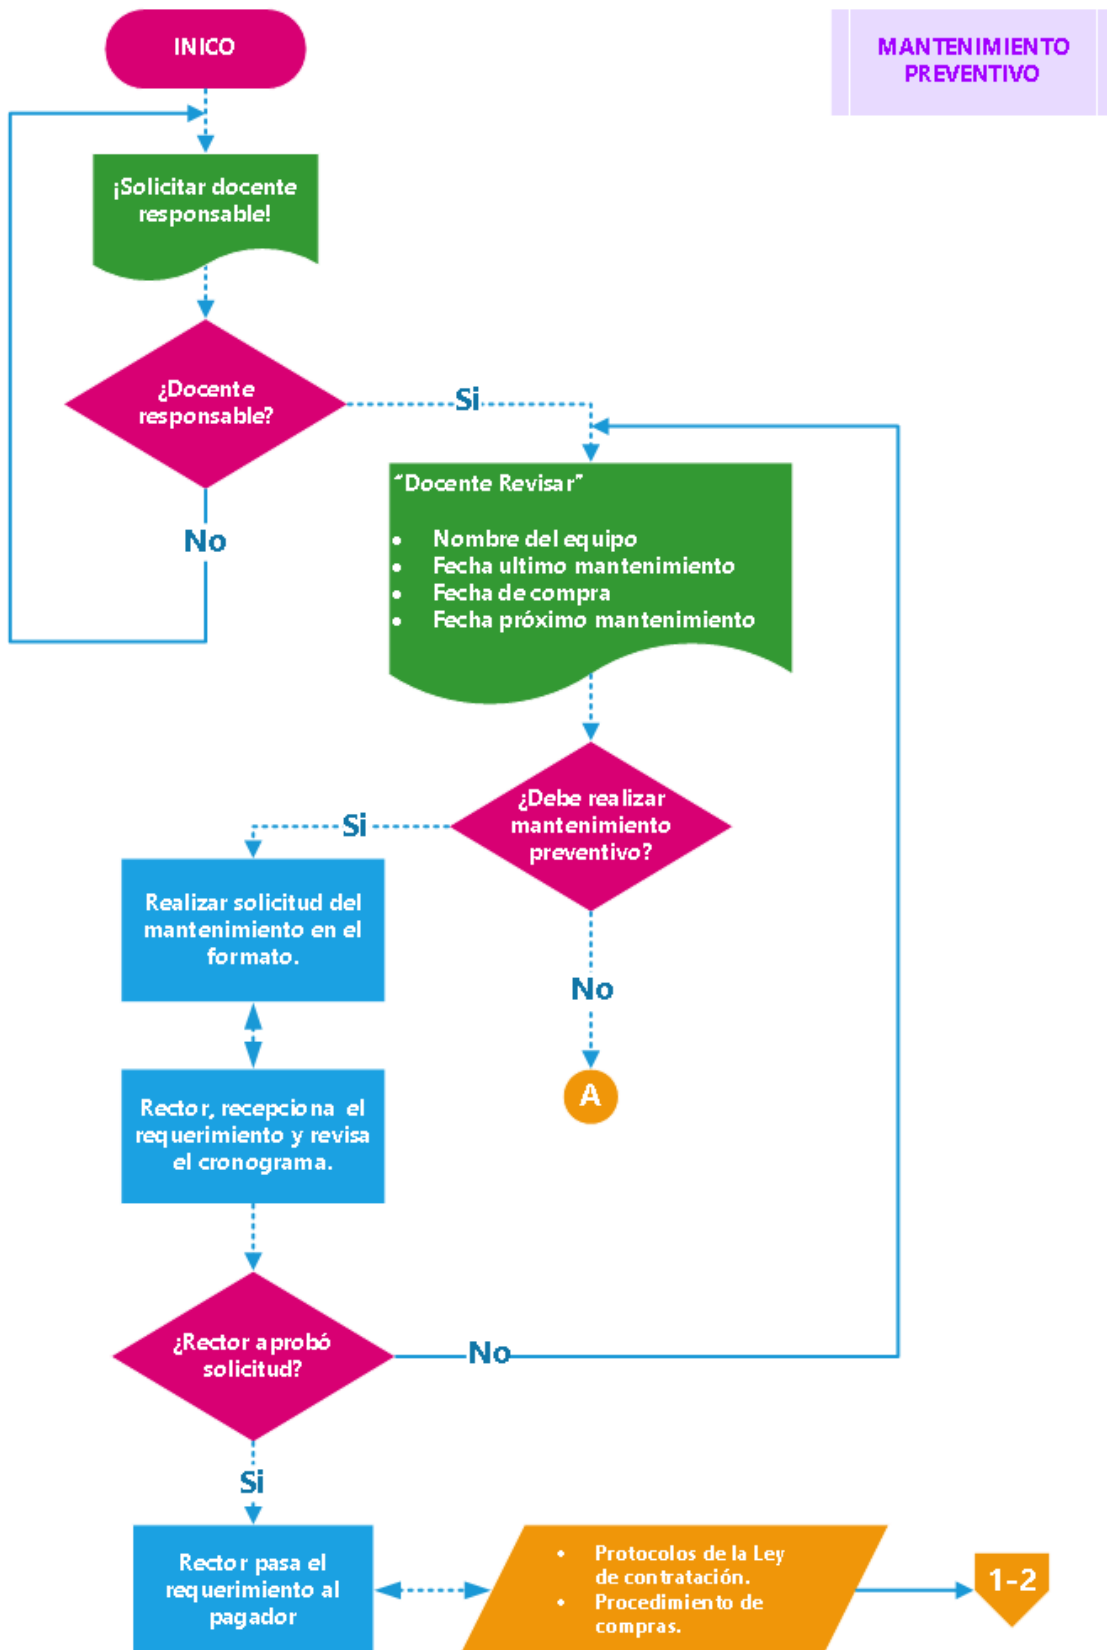 INICO
MANTENIMIENTO
PREVENTIVO
¡Solicitar docente
responsable!
¿Docente
responsable?
Si
No
“Docente Revisar”
• Nombre del equipo
• Fecha ultimo mantenimiento
• Fecha de compra
• Fecha próximo mantenimiento
¿Debe realizar
mantenimiento
preventivo?
Si
No
A
Realizar solicitud del
mantenimiento en el
formato.
Rector, recepciona el
requerimiento y revisa
el cronograma.
¿Rector aprobó
solicitud?
No
Si
Rector pasa el
requerimiento al
pagador
• Protocolos de la Ley
de contratación.
• Procedimiento de
compras.
1-2